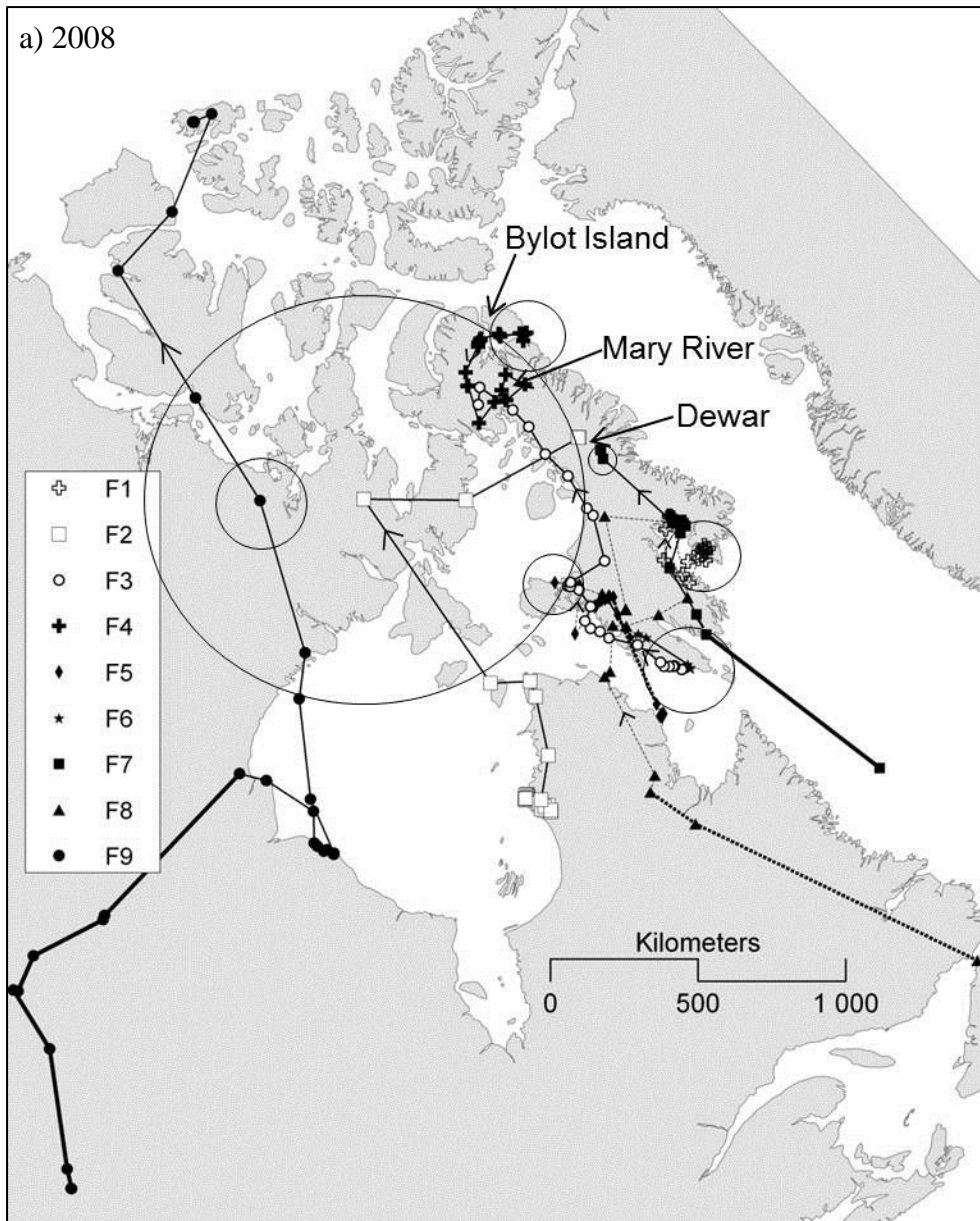 a) 2008
Bylot Island
Mary River
Dewar
F1
F2
F3
F4
F5
F6
F7
F8
F9
Kilometers
0 500 1 000